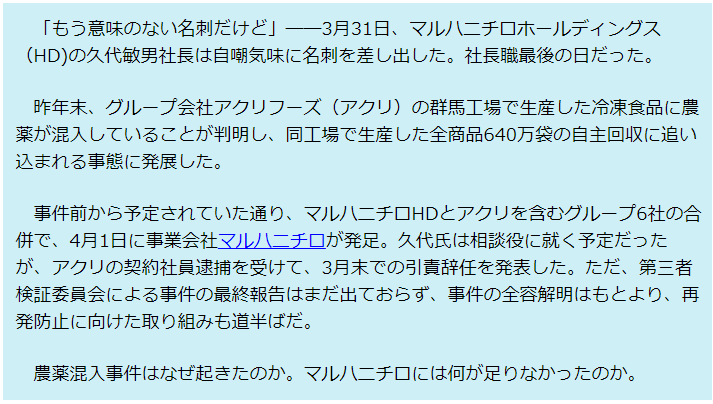 「もう意味のない名刺だけど」――3月31日、マルハニチロホールディングス
（HD)の久代敏男社長は自嘲気味に名刺を差し出した。社長職最後の日だった。
昨年末、グループ会社アクリフーズ（アクリ）の群馬工場で生産した冷凍食品に農
薬が混入していることが判明し、同工場で生産した全商品640万袋の自主回収に追い
込まれる事態に発展した。
事件前から予定されていた通り、マルハニチロHDとアクリを含むグループ6社の合
併で、4月1日に事業会社マルハニチロが発足。久代氏は相談役に就く予定だった
が、アクリの契約社員逮捕を受けて、3月末での引責辞任を発表した。ただ、第三者
検証委員会による事件の最終報告はまだ出ておらず、事件の全容解明はもとより、再
発防止に向けた取り組みも道半ばだ。
農薬混入事件はなぜ起きたのか。マルハニチロには何が足りなかったのか。